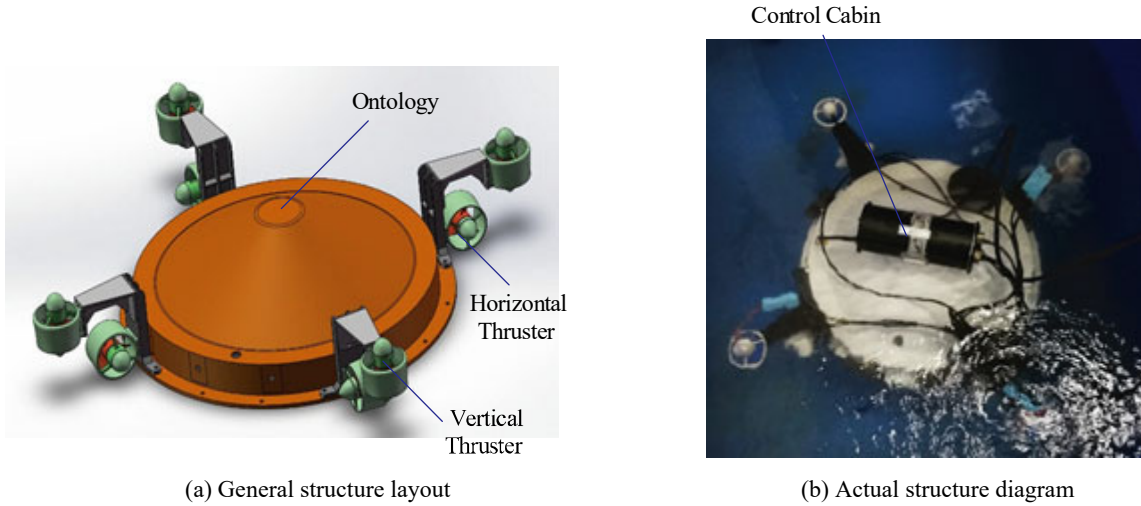 Control Cabin
Ontology
Horizontal
Thruster
Vertical
Thruster
(a) General structure layout
(b) Actual structure diagram